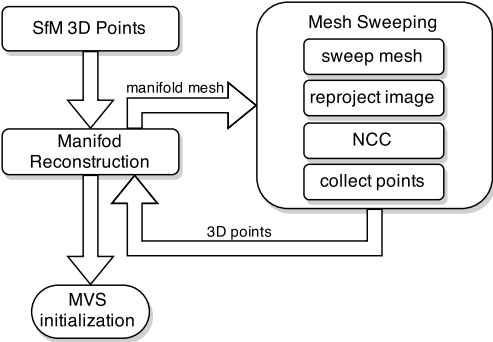 SfM 3D Points
Mesh Sweeping
sweep mesh
reproject image
NCC
collect points
manifold mesh
Manifod
Reconstruction
3D points
MVS
initialization